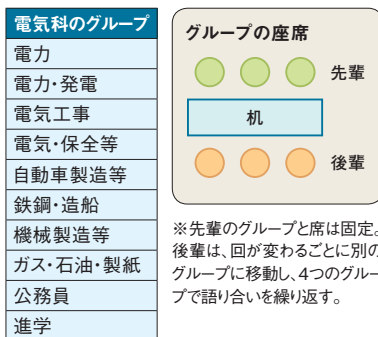 電気科のグループ
電力
電力・発電
電気工事
電気・保全等
自動車製造等
鉄鋼・造船
機械製造等
ガス・石油・製紙
公務員
進学
グループの座席
先輩
机
後輩
※先輩のグループと席は固定。
後輩は、回が変わるごとに別の
グループに移動し、4つのグルー
プで語り合いを繰り返す。